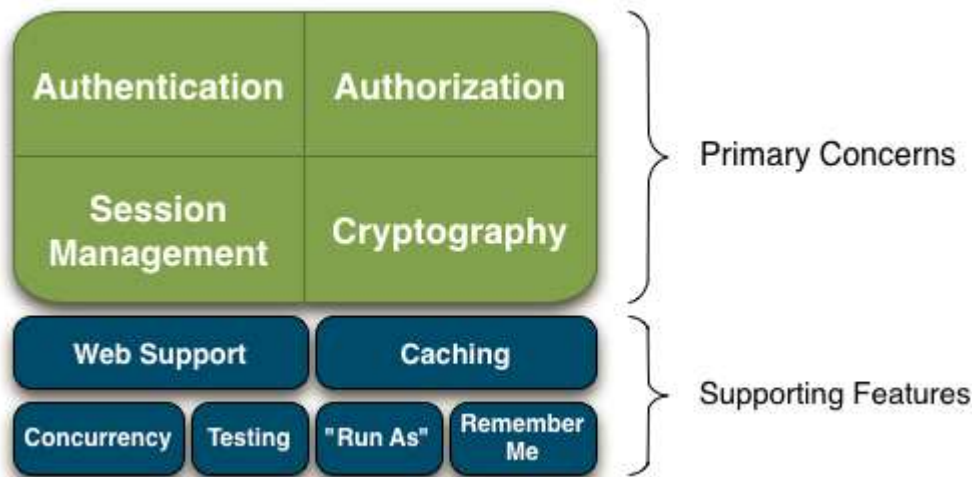 Authentication
Authorization
Session
Management
Cryptography
Primary Concerns
Web Support
Caching
Supporting Features
Concurrency
Testing
"Run As"
Remember
Me